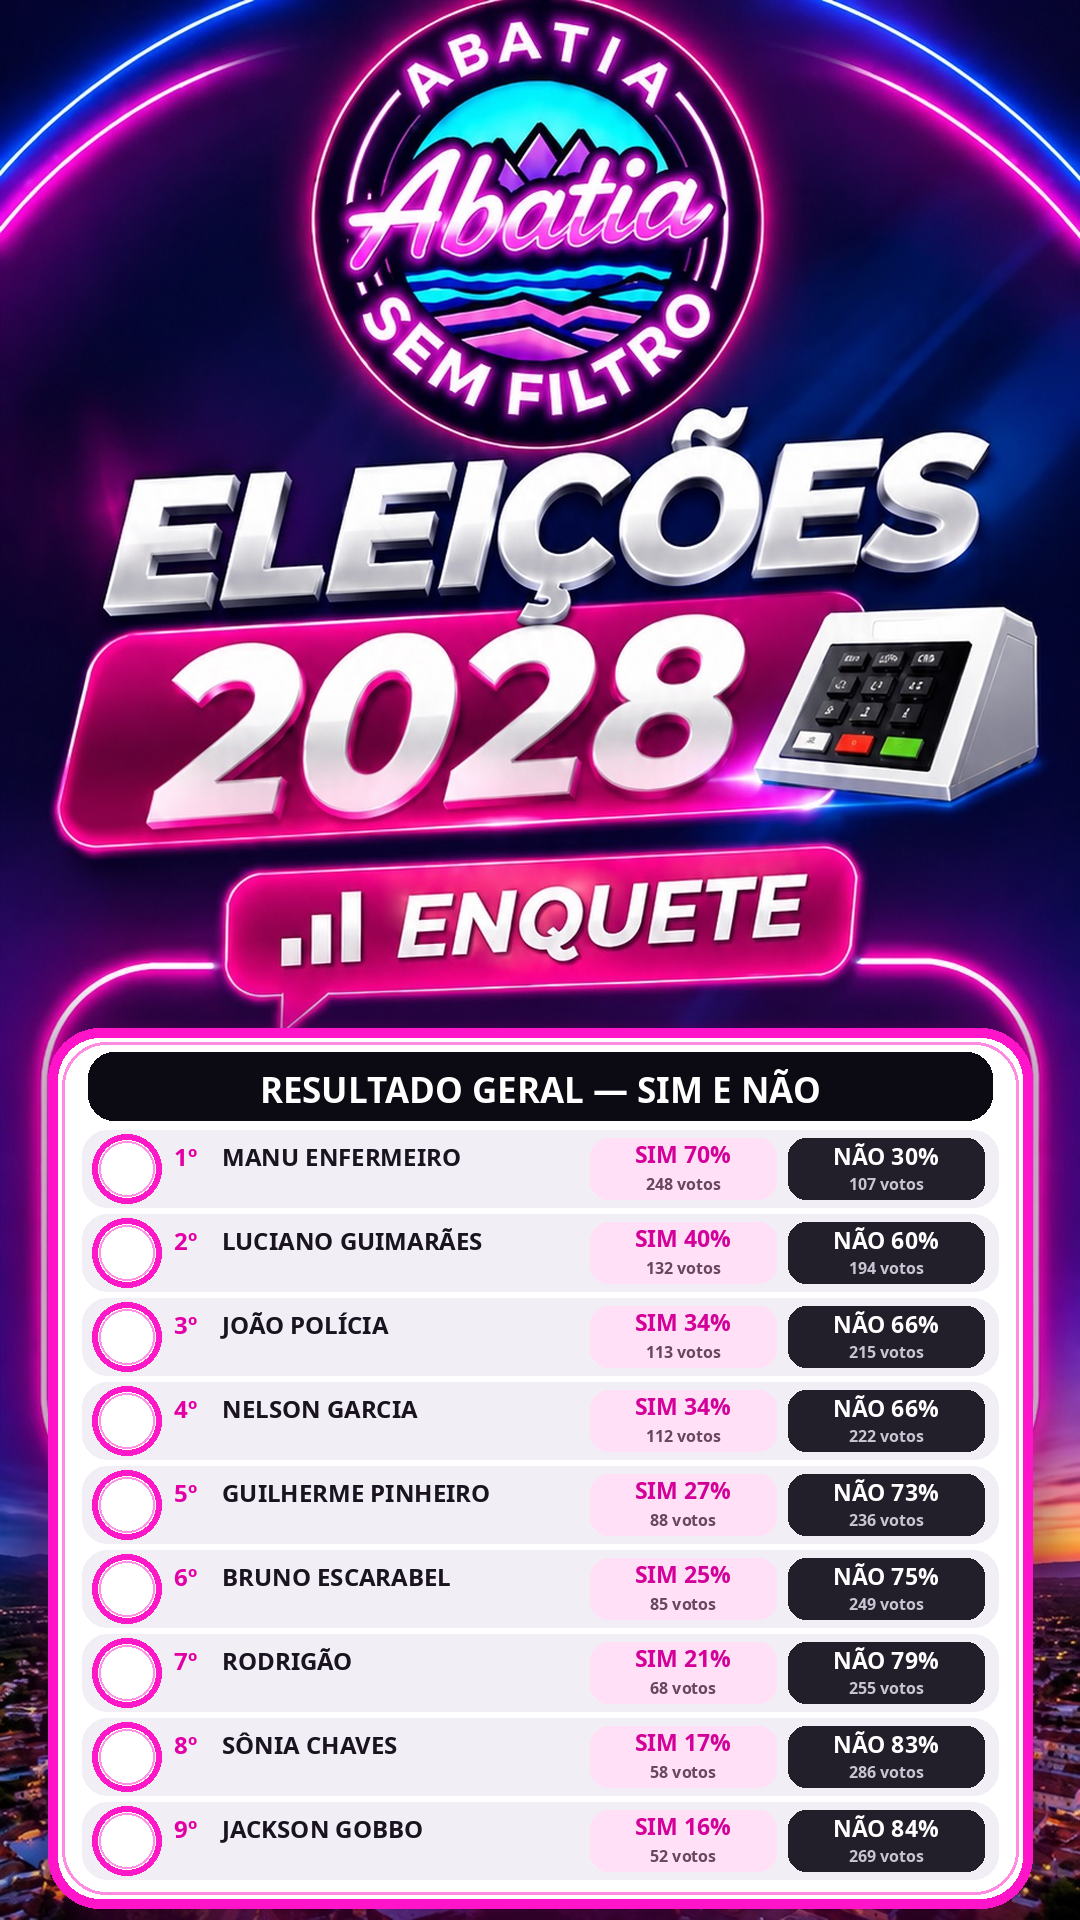 ABATIA
Abatia
SEM FILTRO
ELEIÇÕES
2028
ENQUETE
RESULTADO GERAL — SIM E NÃO
1º MANU ENFERMEIRO SIM 70% NÃO 30%
248 votos 107 votos
2º LUCIANO GUIMARÃES SIM 40% NÃO 60%
132 votos 194 votos
3º JOÃO POLÍCIA SIM 34% NÃO 66%
113 votos 215 votos
4º NELSON GARCIA SIM 34% NÃO 66%
112 votos 222 votos
5º GUILHERME PINHEIRO SIM 27% NÃO 73%
88 votos 236 votos
6º BRUNO ESCARABEL SIM 25% NÃO 75%
85 votos 249 votos
7º RODRIGÃO SIM 21% NÃO 79%
68 votos 255 votos
8º SÔNIA CHAVES SIM 17% NÃO 83%
58 votos 286 votos
9º JACKSON GOBBO SIM 16% NÃO 84%
52 votos 269 votos